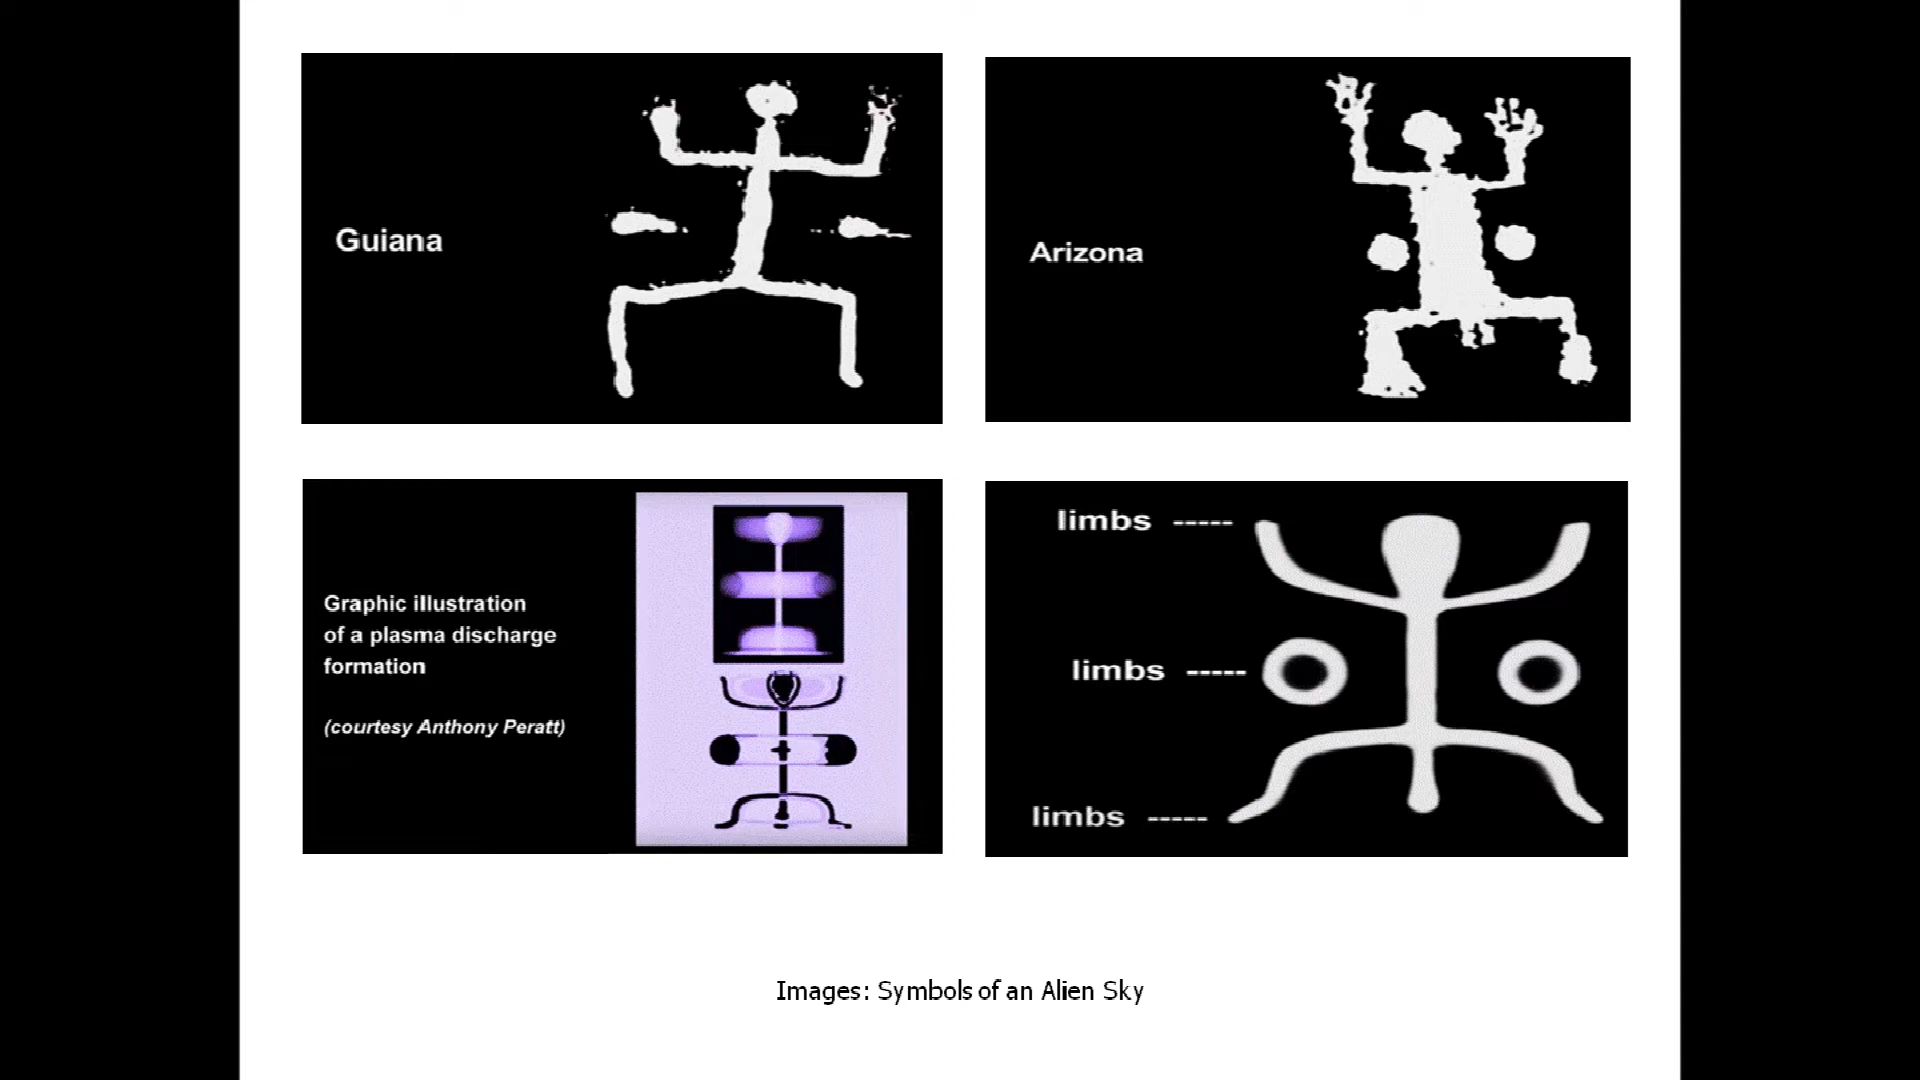 Guiana
Arizona
Graphic illustration
of a plasma discharge
formation
(courtesy Anthony Peratt)
limbs -----
limbs -----
limbs -----
Images: Symbols of an Alien Sky